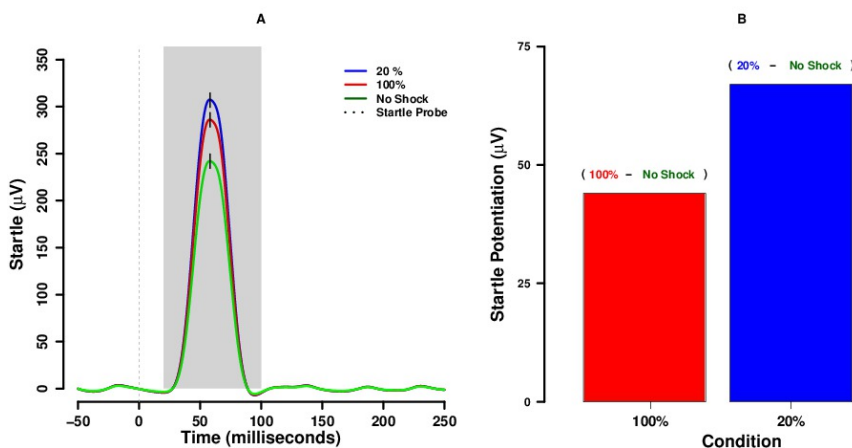 A
350
300
250
200
150
100
50
0
Startle (μV)
20 %
100%
No Shock
Startle Probe
−50 0 50 100 150 200 250
Time (milliseconds)
B
75
50
25
0
Startle Potentiation (μV)
( 20% − No Shock )
( 100% − No Shock )
100% 20%
Condition